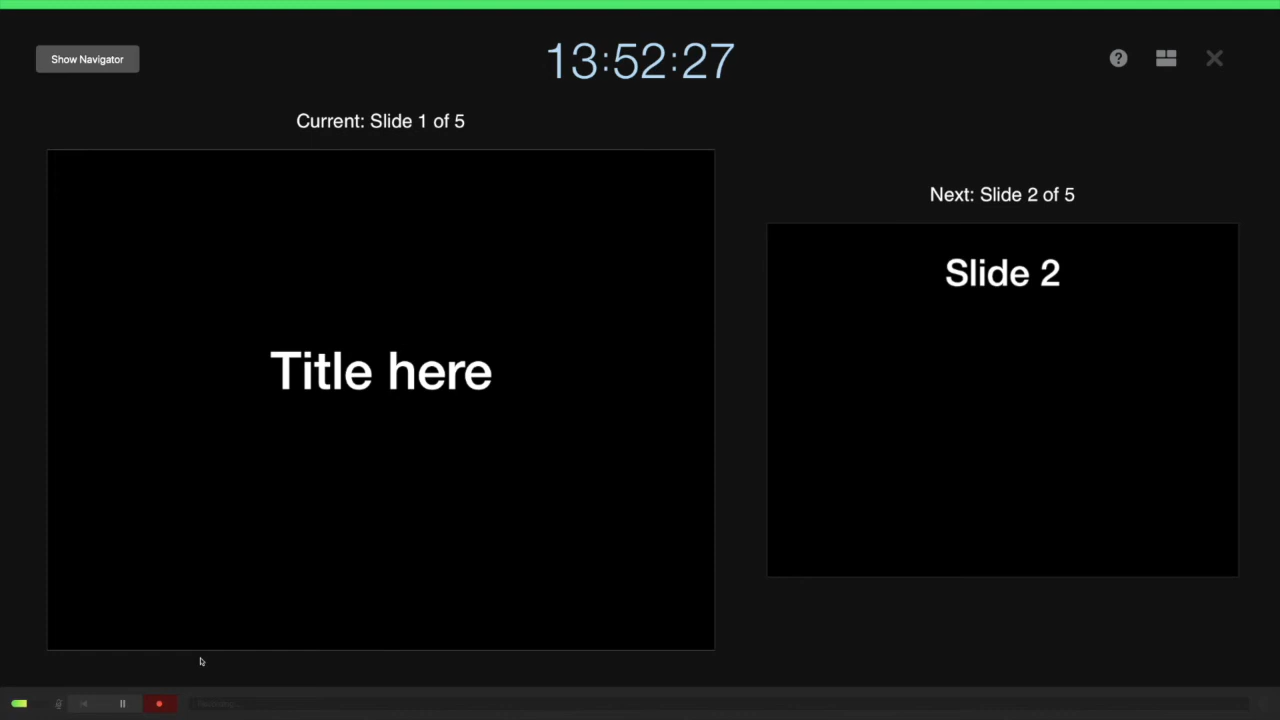 Show Navigator
13:52:27
?
Current: Slide 1 of 5
Next: Slide 2 of 5
Slide 2
Title here
Recording...